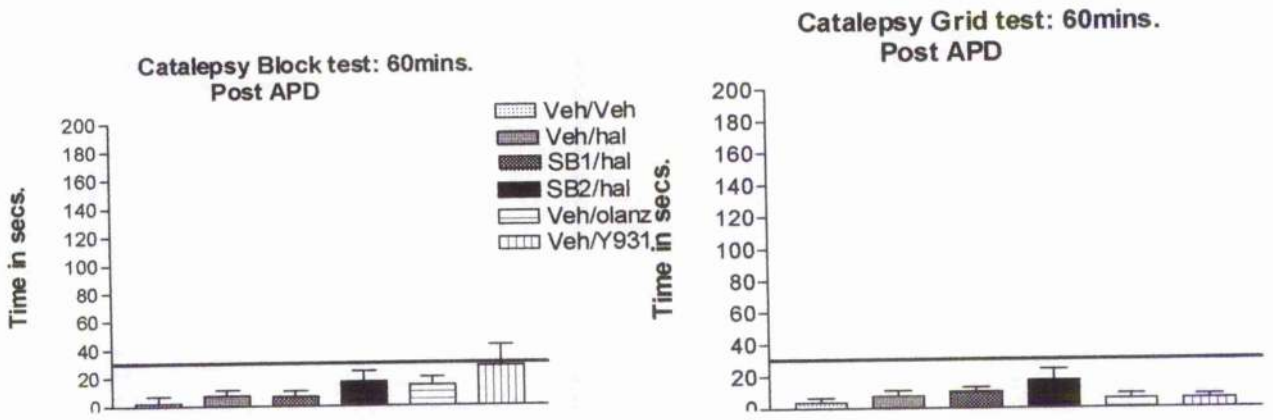 Catalepsy Block test: 60mins.
Post APD
200
180
160
140
120
100
80
60
40
20
0
Time in secs.
Veh/Veh
Veh/hal
SB1/hal
SB2/hal
Veh/olanz
Veh/Y931
Catalepsy Grid test: 60mins.
Post APD
200
180
160
140
120
100
80
60
40
20
0
Time in secs.